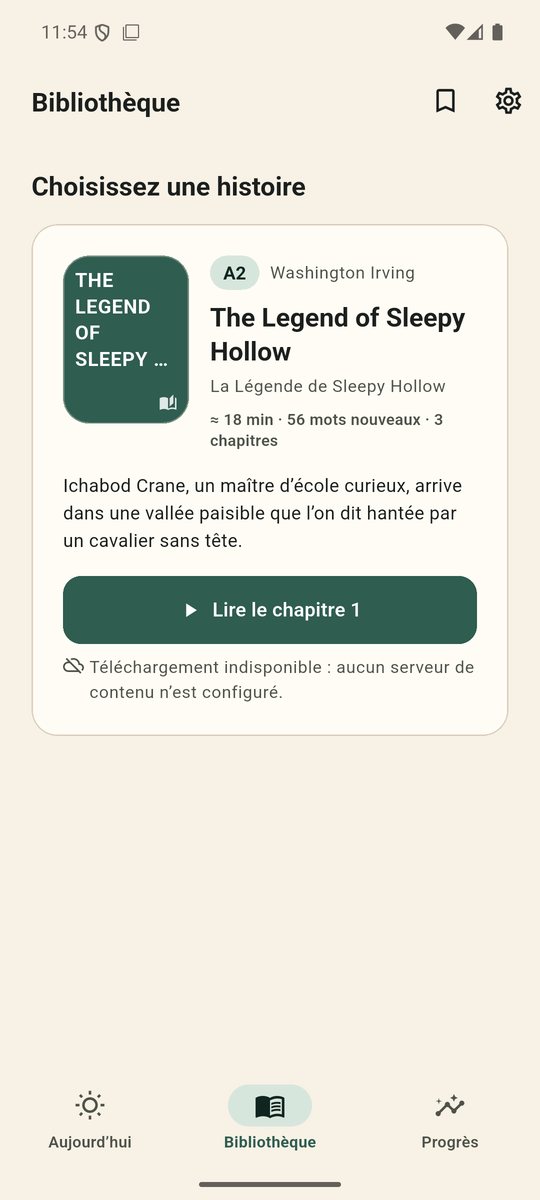 11:54
Bibliothèque
Choisissez une histoire
THE
LEGEND
OF
SLEEPY ...
A2 Washington Irving
The Legend of Sleepy
Hollow
La Légende de Sleepy Hollow
≈ 18 min · 56 mots nouveaux · 3
chapitres
Ichabod Crane, un maître d’école curieux, arrive
dans une vallée paisible que l’on dit hantée par
un cavalier sans tête.
Lire le chapitre 1
Téléchargement indisponible : aucun serveur de
contenu n’est configuré.
Aujourd’hui
Bibliothèque
Progrès